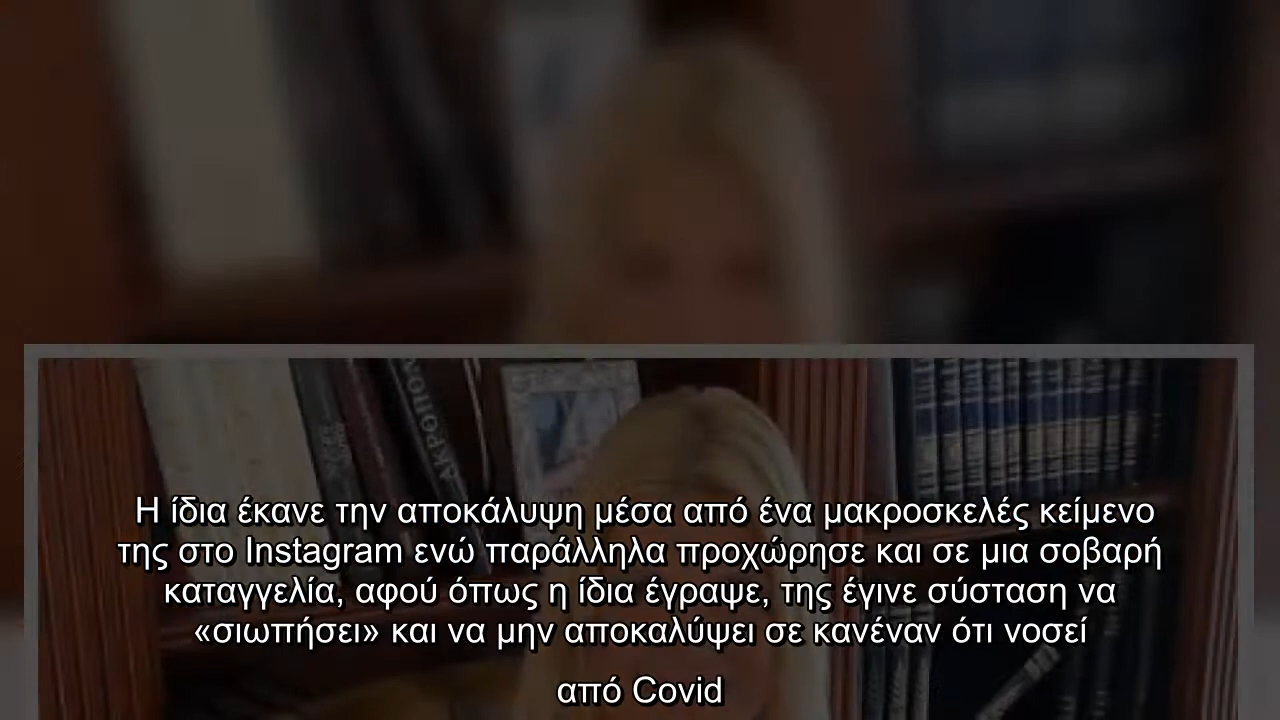 ΑΚΡΟΠΟΛ
Η ίδια έκανε την αποκάλυψη μέσα από ένα μακροσκελές κείμενο
της στο Instagram ενώ παράλληλα προχώρησε και σε μια σοβαρή
καταγγελία, αφού όπως η ίδια έγραψε, της έγινε σύσταση να
«σιωπήσει» και να μην αποκαλύψει σε κανέναν ότι νοσεί
από Covid